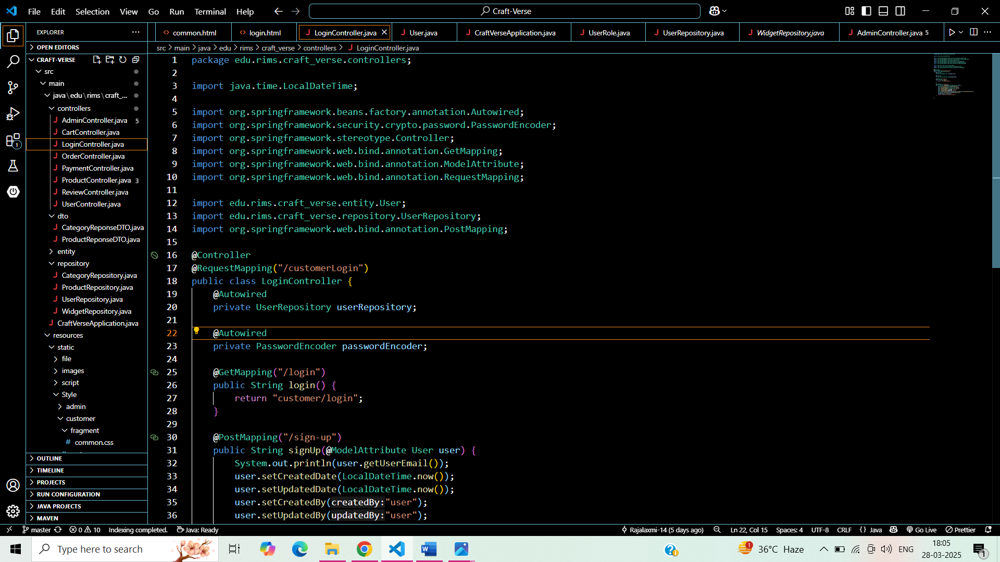 File Edit Selection View Go Run Terminal Help
Craft-Verse
EXPLORER
common.html
login.html
LoginController.java
User.java
CraftVerseApplication.java
UserRole.java
UserRepository.java
WidgetRepository.java
AdminController.java 5
src > main > java > edu > rims > craft_verse > controllers > LoginController.java
OPEN EDITORS
CRAFT-VERSE
src
main
java\edu\rims\craft_...
controllers
AdminController.java 5
CartController.java
LoginController.java
OrderController.java
PaymentController.java
ProductController.java 3
ReviewController.java
UserController.java
dto
CategoryReponseDTO.java
ProductReponseDTO.java
entity
repository
CategoryRepository.java
ProductRepository.java
UserRepository.java
WidgetRepository.java
CraftVerseApplication.java
resources
static
file
images
script
Style
admin
customer
fragment
common.css
OUTLINE
TIMELINE
PROJECTS
RUN CONFIGURATION
JAVA PROJECTS
MAVEN
1
1 package edu.rims.craft_verse.controllers;
2
3 import java.time.LocalDateTime;
4
5 import org.springframework.beans.factory.annotation.Autowired;
6 import org.springframework.security.crypto.password.PasswordEncoder;
7 import org.springframework.stereotype.Controller;
8 import org.springframework.web.bind.annotation.GetMapping;
9 import org.springframework.web.bind.annotation.ModelAttribute;
10 import org.springframework.web.bind.annotation.RequestMapping;
11
12 import edu.rims.craft_verse.entity.User;
13 import edu.rims.craft_verse.repository.UserRepository;
14 import org.springframework.web.bind.annotation.PostMapping;
15
16 @Controller
17 @RequestMapping("/customerLogin")
18 public class LoginController {
19 @Autowired
20 private UserRepository userRepository;
21
22 @Autowired
23 private PasswordEncoder passwordEncoder;
24
25 @GetMapping("/login")
26 public String login() {
27 return "customer/login";
28 }
29
30 @PostMapping("/sign-up")
31 public String signUp(@ModelAttribute User user) {
32 System.out.println(user.getUserEmail());
33 user.setCreatedDate(LocalDateTime.now());
34 user.setUpdatedDate(LocalDateTime.now());
35 user.setCreatedBy(createdBy:"user");
36 user.setUpdatedBy(updatedBy:"user");
master 0 10 Indexing completed. Java: Ready
Rajalaxmi-14 (5 days ago) Ln 22, Col 15 Spaces: 4 UTF-8 CRLF {} Java Go Live Prettier
Type here to search
1 36°C Haze ENG 18:05
28-03-2025
1